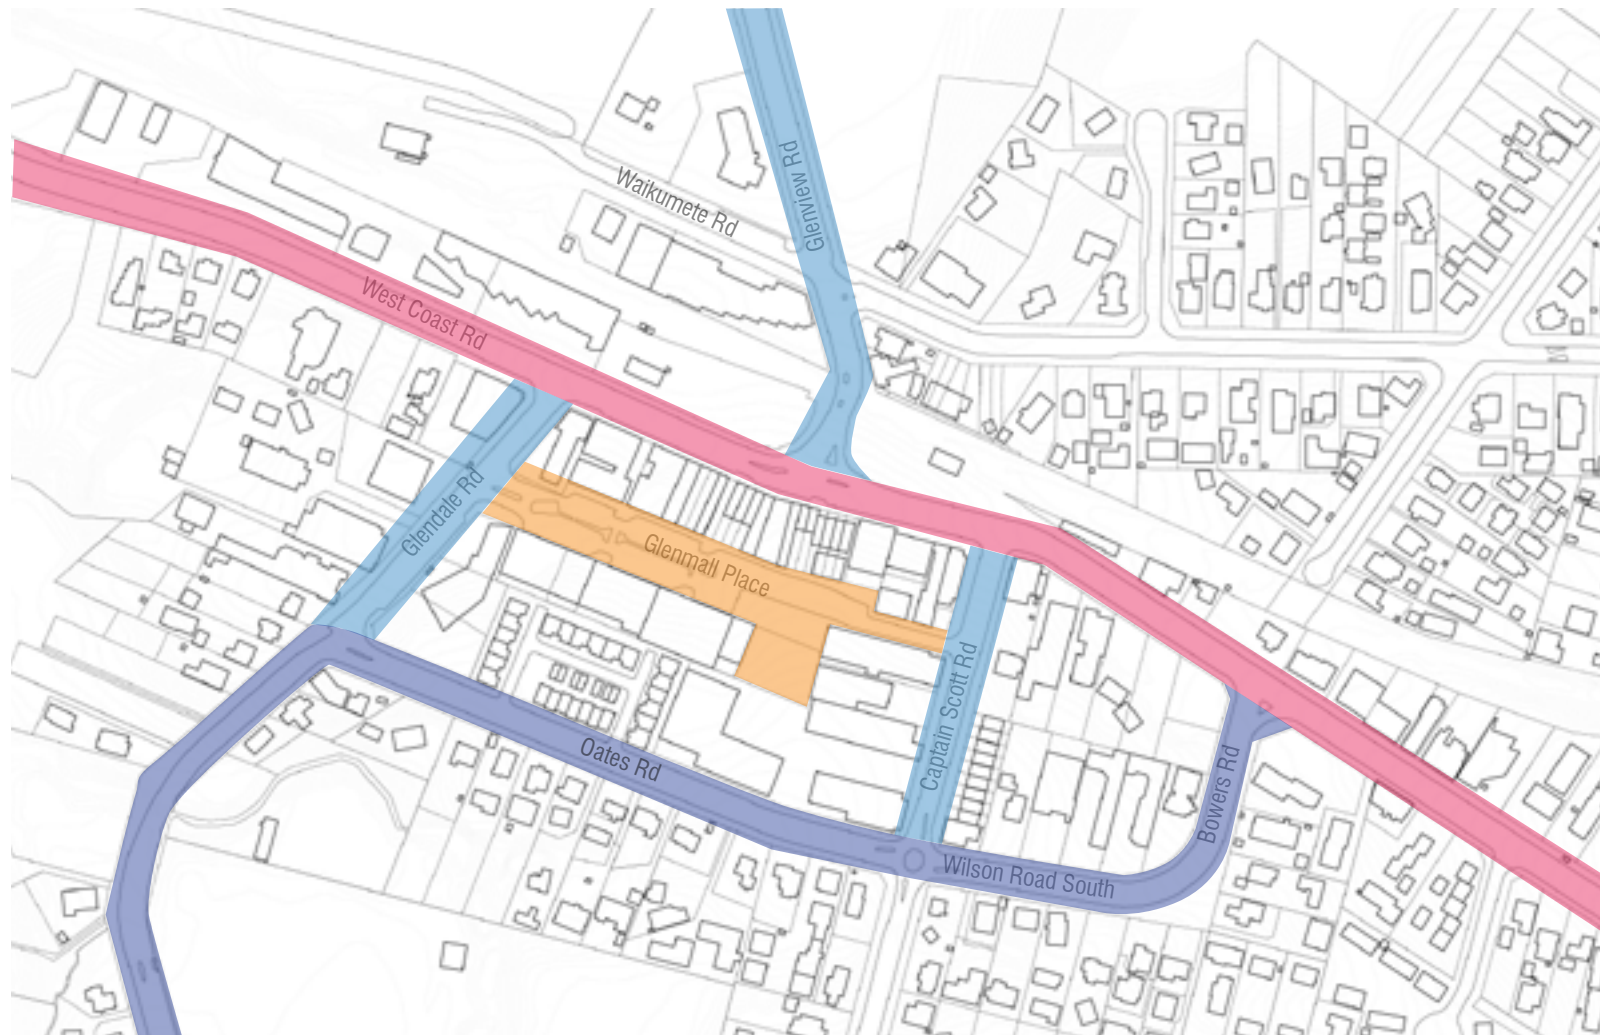 Glenview Rd
Waikumete Rd
West Coast Rd
Glendale Rd
Glenmall Place
Captain Scott Rd
Oates Rd
Bowers Rd
Wilson Road South